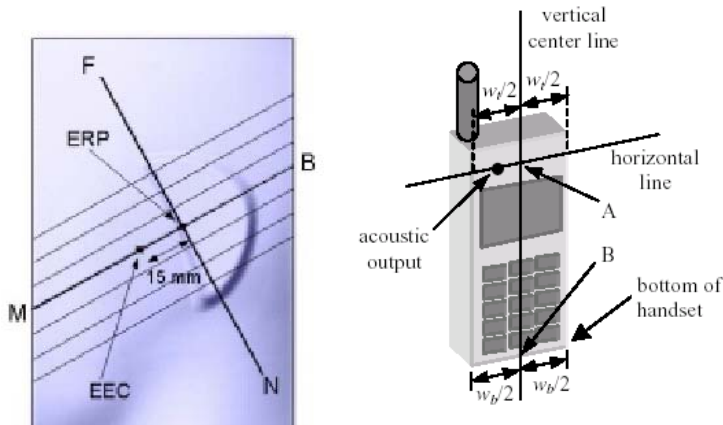 F
ERP
B
15 mm
M
EEC
N
vertical
center line
w_t/2
w_t/2
horizontal
line
A
acoustic
output
B
bottom of
handset
w_b/2
w_b/2